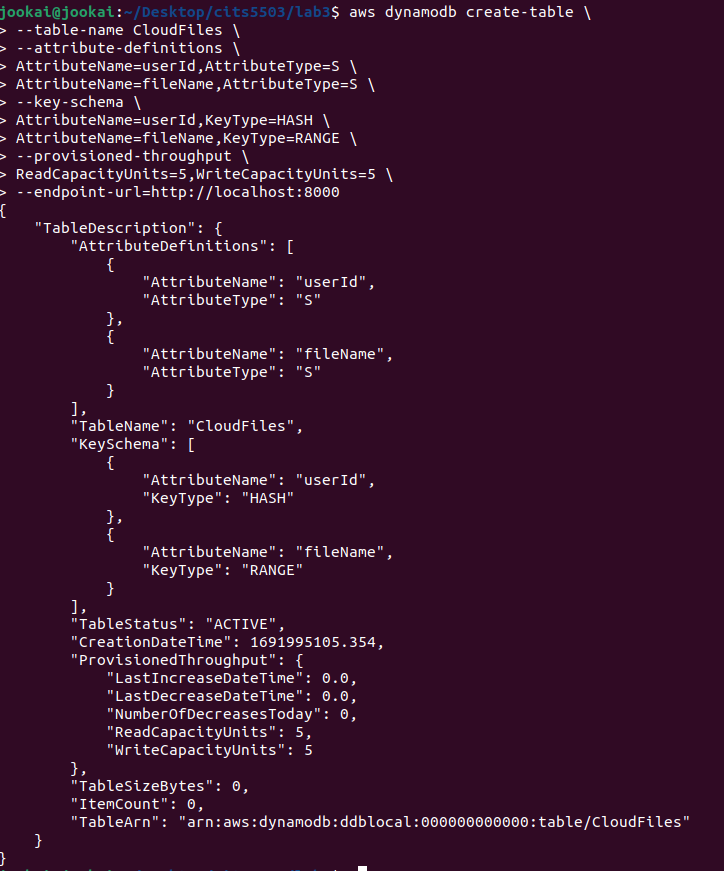 jookai@jookai:~/Desktop/cits5503/lab3$ aws dynamodb create-table \
> --table-name CloudFiles \
> --attribute-definitions \
> AttributeName=userId,AttributeType=S \
> AttributeName=fileName,AttributeType=S \
> --key-schema \
> AttributeName=userId,KeyType=HASH \
> AttributeName=fileName,KeyType=RANGE \
> --provisioned-throughput \
> ReadCapacityUnits=5,WriteCapacityUnits=5 \
> --endpoint-url=http://localhost:8000
{
    "TableDescription": {
        "AttributeDefinitions": [
            {
                "AttributeName": "userId",
                "AttributeType": "S"
            },
            {
                "AttributeName": "fileName",
                "AttributeType": "S"
            }
        ],
        "TableName": "CloudFiles",
        "KeySchema": [
            {
                "AttributeName": "userId",
                "KeyType": "HASH"
            },
            {
                "AttributeName": "fileName",
                "KeyType": "RANGE"
            }
        ],
        "TableStatus": "ACTIVE",
        "CreationDateTime": 1691995105.354,
        "ProvisionedThroughput": {
            "LastIncreaseDateTime": 0.0,
            "LastDecreaseDateTime": 0.0,
            "NumberOfDecreasesToday": 0,
            "ReadCapacityUnits": 5,
            "WriteCapacityUnits": 5
        },
        "TableSizeBytes": 0,
        "ItemCount": 0,
        "TableArn": "arn:aws:dynamodb:ddblocal:000000000000:table/CloudFiles"
    }
}